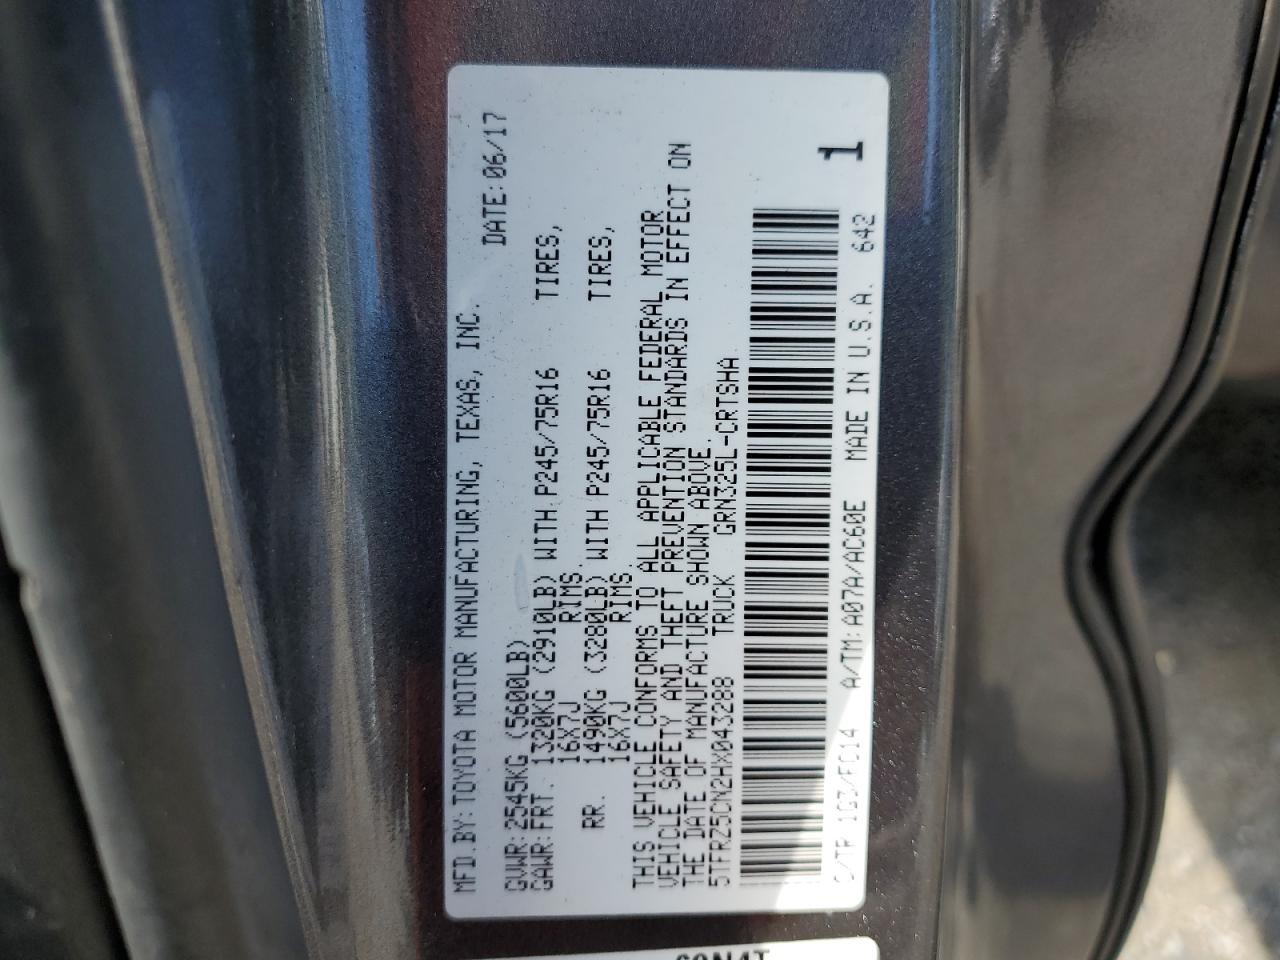 MFD.BY:TOYOTA MOTOR MANUFACTURING, TEXAS, INC.
DATE:06/17
GVWR:2545KG (5600LB)
GAWR:FRT. 1320KG (2910LB) WITH P245/75R16 TIRES,
16X7J RIMS,
RR. 1490KG (3280LB) WITH P245/75R16 TIRES,
16X7J RIMS.
THIS VEHICLE CONFORMS TO ALL APPLICABLE FEDERAL MOTOR
VEHICLE SAFETY AND THEFT PREVENTION STANDARDS IN EFFECT ON
THE DATE OF MANUFACTURE SHOWN ABOVE.
5TFRZ5CN2HX043288 TRUCK GRN325L-CRTSHA
C/TR 1G3/FC14 A/TM:A07A/AC60E MADE IN U.S.A. 642
1